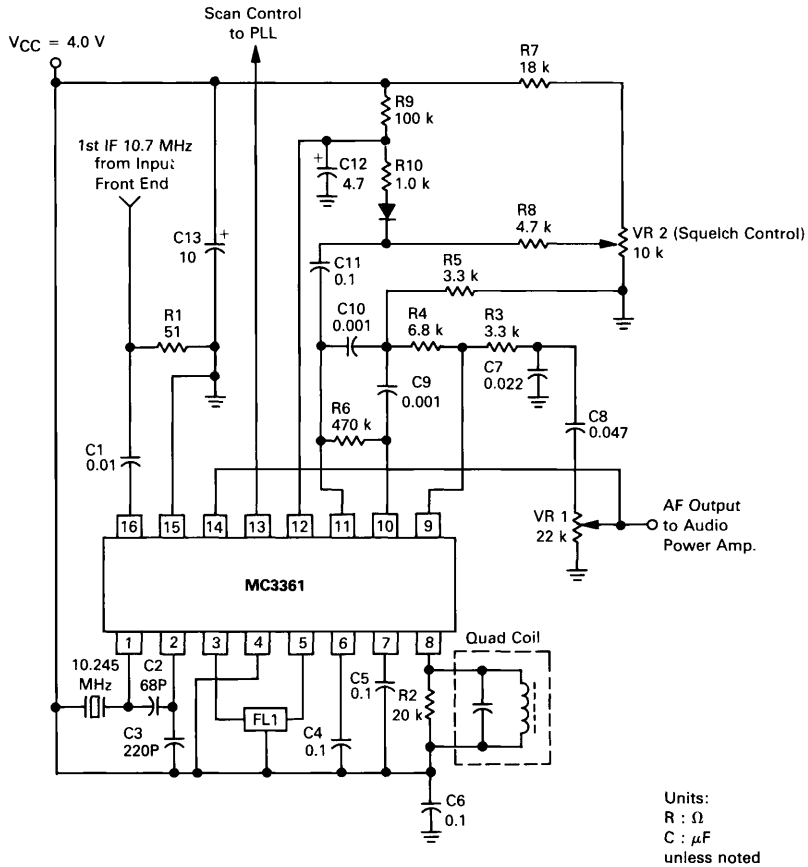 Scan Control
to PLL
VCC = 4.0 V
R7
18 k
R9
100 k
1st IF 10.7 MHz
from Input
Front End
+
C12
4.7
R10
1.0 k
C13
10
+
R8
4.7 k
VR 2 (Squelch Control)
10 k
C11
0.1
R5
3.3 k
R1
51
C10
0.001
R4
6.8 k
R3
3.3 k
C7
0.022
C9
0.001
R6
470 k
C8
0.047
C1
0.01
AF Output
to Audio
Power Amp.
VR 1
22 k
16
15
14
13
12
11
10
9
MC3361
1
2
3
4
5
6
7
8
Quad Coil
10.245
MHz
C2
68P
C5
0.1
R2
20 k
FL1
C3
220P
C4
0.1
C6
0.1
Units:
R : Ω
C : μF
unless noted